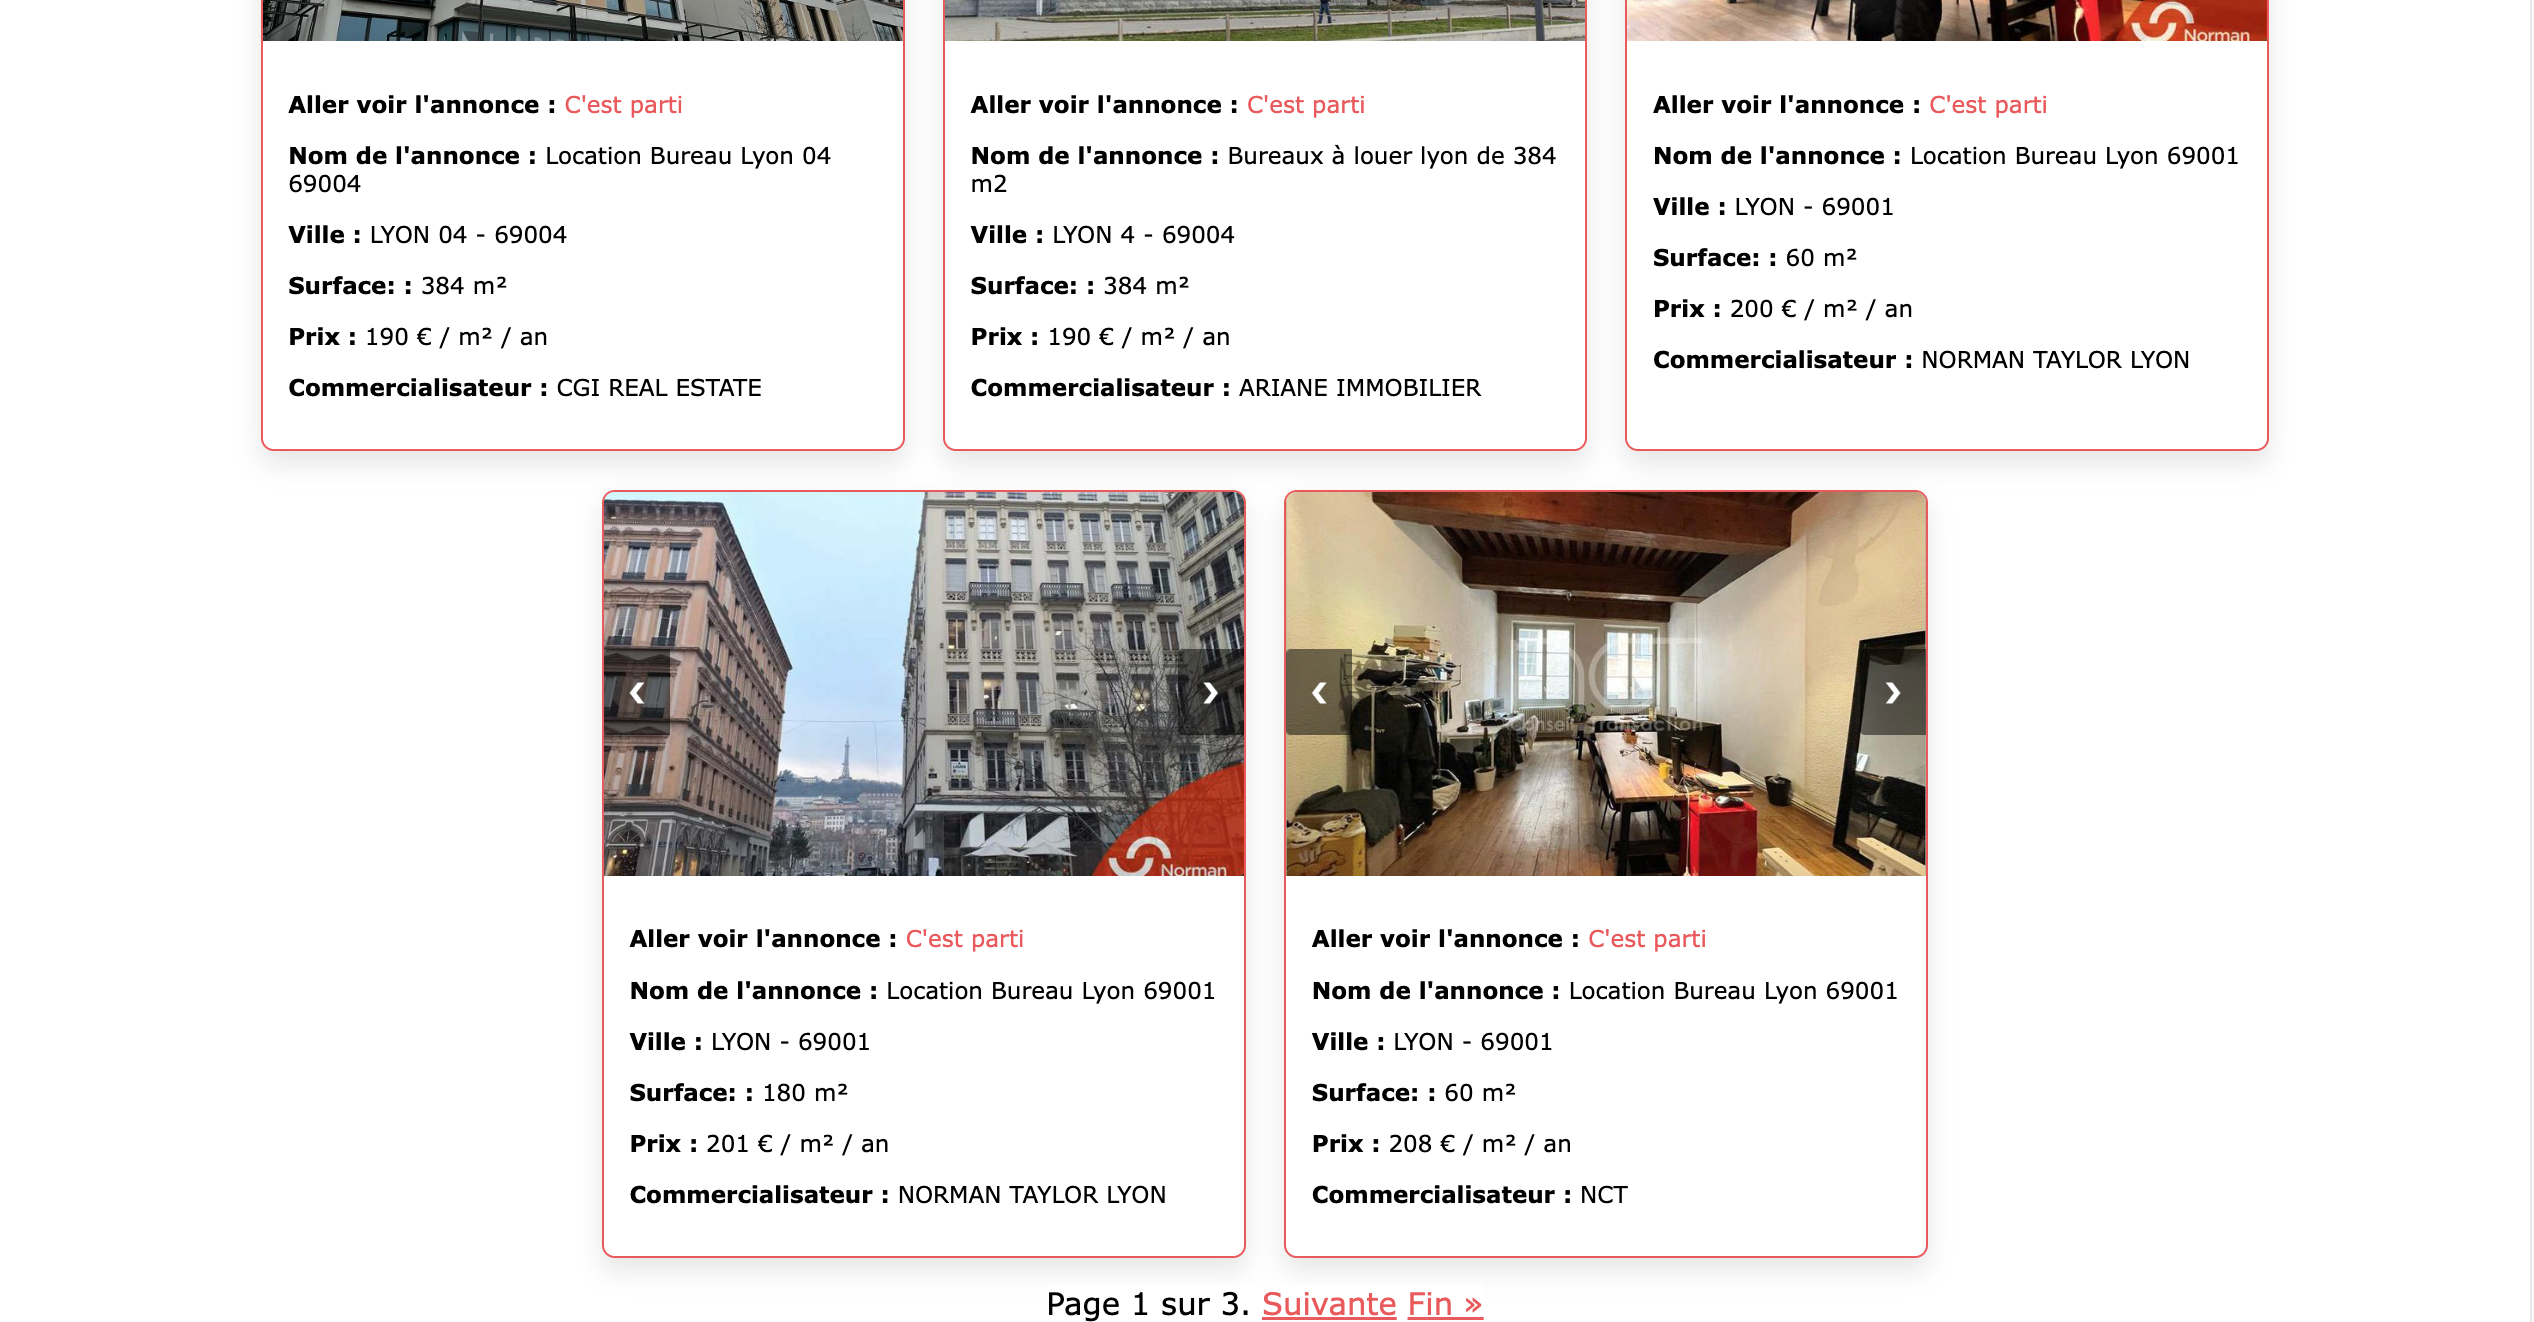 Norman
Aller voir l'annonce : C'est parti
Nom de l'annonce : Location Bureau Lyon 04
69004
Ville : LYON 04 - 69004
Surface: : 384 m²
Prix : 190 € / m² / an
Commercialisateur : CGI REAL ESTATE
Aller voir l'annonce : C'est parti
Nom de l'annonce : Bureaux à louer lyon de 384
m2
Ville : LYON 4 - 69004
Surface: : 384 m²
Prix : 190 € / m² / an
Commercialisateur : ARIANE IMMOBILIER
Aller voir l'annonce : C'est parti
Nom de l'annonce : Location Bureau Lyon 69001
Ville : LYON - 69001
Surface: : 60 m²
Prix : 200 € / m² / an
Commercialisateur : NORMAN TAYLOR LYON
❮
❯
Norman
Aller voir l'annonce : C'est parti
Nom de l'annonce : Location Bureau Lyon 69001
Ville : LYON - 69001
Surface: : 180 m²
Prix : 201 € / m² / an
Commercialisateur : NORMAN TAYLOR LYON
❮
❯
Conseil Transaction
Aller voir l'annonce : C'est parti
Nom de l'annonce : Location Bureau Lyon 69001
Ville : LYON - 69001
Surface: : 60 m²
Prix : 208 € / m² / an
Commercialisateur : NCT
Page 1 sur 3. Suivante Fin »